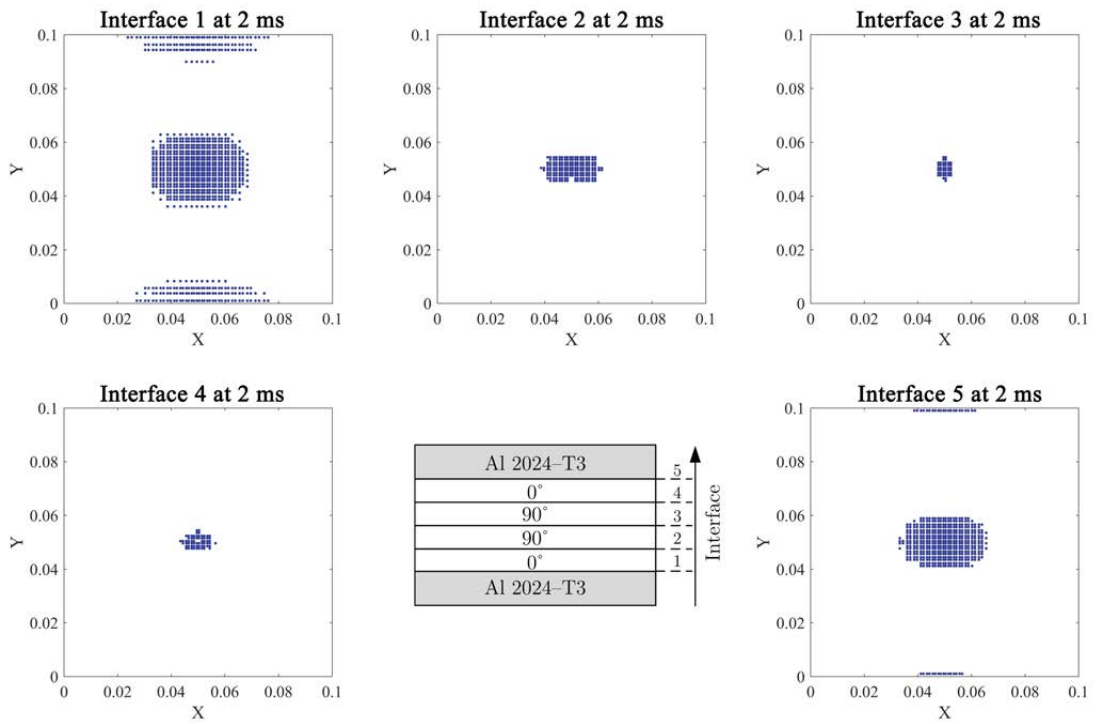 Interface 1 at 2 ms
0.1
0.08
0.06
0.04
0.02
0
Y
0 0.02 0.04 0.06 0.08 0.1
X
Interface 2 at 2 ms
0.1
0.08
0.06
0.04
0.02
0
Y
0 0.02 0.04 0.06 0.08 0.1
X
Interface 3 at 2 ms
0.1
0.08
0.06
0.04
0.02
0
Y
0 0.02 0.04 0.06 0.08 0.1
X
Interface 4 at 2 ms
0.1
0.08
0.06
0.04
0.02
0
Y
0 0.02 0.04 0.06 0.08 0.1
X
Al 2024–T3
0°
90°
90°
0°
Al 2024–T3
5
4
3
2
1
Interface
Interface 5 at 2 ms
0.1
0.08
0.06
0.04
0.02
0
Y
0 0.02 0.04 0.06 0.08 0.1
X